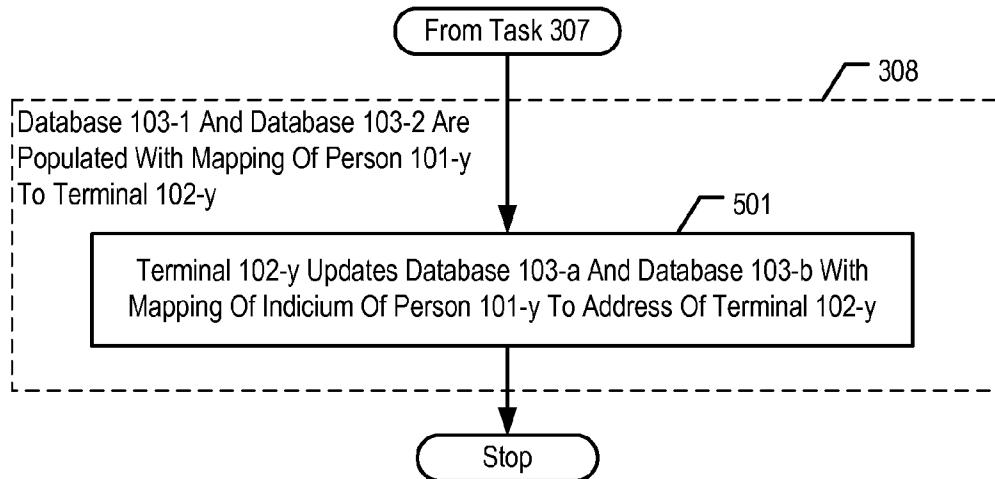 From Task 307
308
Database 103-1 And Database 103-2 Are
Populated With Mapping Of Person 101-y
To Terminal 102-y
501
Terminal 102-y Updates Database 103-a And Database 103-b With
Mapping Of Indicium Of Person 101-y To Address Of Terminal 102-y
Stop